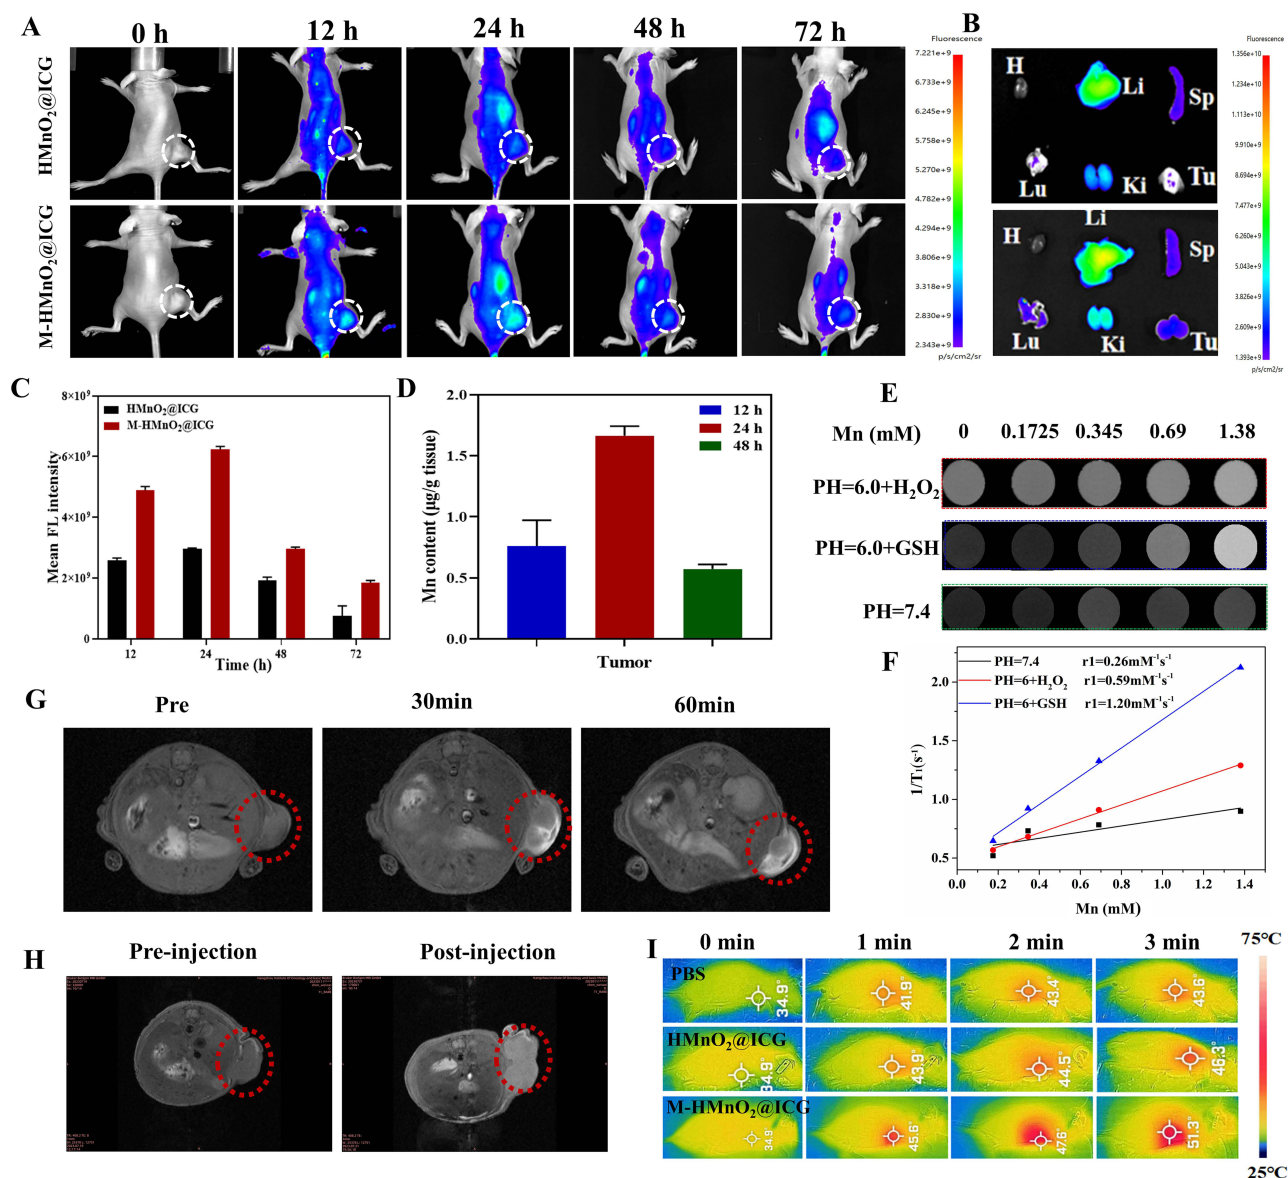 A
0 h
12 h
24 h
48 h
72 h
HMnO₂@ICG
M-HMnO₂@ICG
Fluorescence
7.221e+9
6.733e+9
6.245e+9
5.758e+9
5.270e+9
4.782e+9
4.294e+9
3.806e+9
3.318e+9
2.830e+9
2.343e+9
p/s/cm2/sr
B
H
Li
Sp
Lu
Ki
Tu
Li
H
Sp
Lu
Ki
Tu
Fluorescence
1.356e+10
1.234e+10
1.112e+10
9.910e+9
8.694e+9
7.477e+9
6.260e+9
5.043e+9
3.826e+9
2.609e+9
1.393e+9
p/s/cm2/sr
C
Mean FL intensity
8×10⁹
6×10⁹
4×10⁹
2×10⁹
0
HMnO₂@ICG
M-HMnO₂@ICG
12
24
48
72
Time (h)
D
Mn content (µg/g tissue)
2.0
1.5
1.0
0.5
0.0
12 h
24 h
48 h
Tumor
E
Mn (mM)
0
0.1725
0.345
0.69
1.38
PH=6.0+H₂O₂
PH=6.0+GSH
PH=7.4
F
PH=7.4 r1=0.26mM⁻¹s⁻¹
PH=6+H₂O₂ r1=0.59mM⁻¹s⁻¹
PH=6+GSH r1=1.20mM⁻¹s⁻¹
1/T₁(s⁻¹)
2.0
1.5
1.0
0.5
0.0
0.2
0.4
0.6
0.8
1.0
1.2
1.4
Mn (mM)
G
Pre
30min
60min
H
Pre-injection
Post-injection
I
0 min
1 min
2 min
3 min
75°C
25°C
PBS
34.9°
41.9°
43.4°
43.6°
HMnO₂@ICG
34.9°
43.9°
44.5°
46.3°
M-HMnO₂@ICG
34.9°
45.6°
47.6°
51.3°